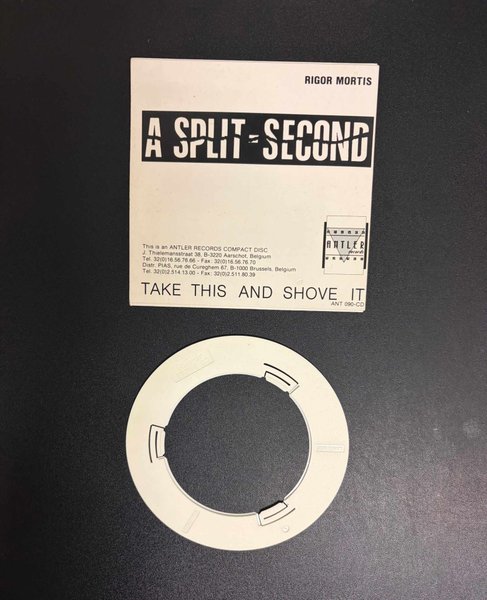 RIGOR MORTIS
A SPLIT-SECOND
ANTLER
records
This is an ANTLER RECORDS COMPACT DISC
J. Thielemansstraat 38, B-3220 Aarschot, Belgium
Tel. 32(0)16.56.76.66 - Fax : 32(0)16.56.76.70
Distr. PIAS, rue de Cureghem 67, B-1000 Brussels, Belgium
Tel. 32(0)2.514.13.00 - Fax : 32(0)2.511.80.39
TAKE THIS AND SHOVE IT
ANT 090-CD